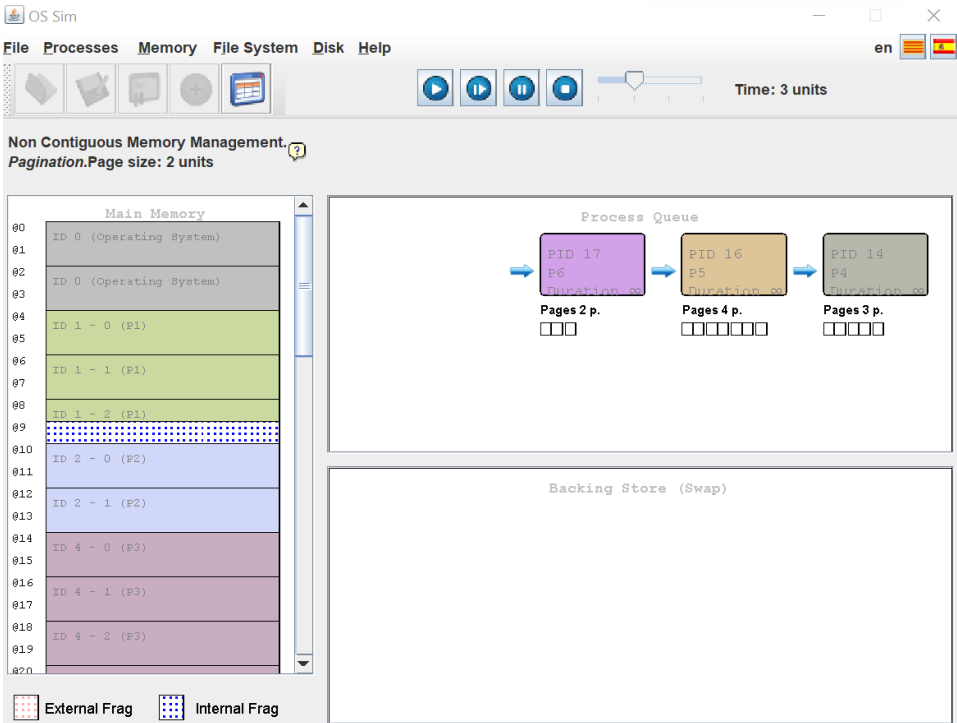 OS Sim
File Processes Memory File System Disk Help
en
Time: 3 units
Non Contiguous Memory Management.
Pagination.Page size: 2 units
Main Memory
@0
ID 0 (Operating System)
@1
@2
ID 0 (Operating System)
@3
@4
ID 1 - 0 (P1)
@5
@6
ID 1 - 1 (P1)
@7
@8
ID 1 - 2 (P1)
@9
@10
ID 2 - 0 (P2)
@11
@12
ID 2 - 1 (P2)
@13
@14
ID 4 - 0 (P3)
@15
@16
ID 4 - 1 (P3)
@17
@18
ID 4 - 2 (P3)
@19
@20
External Frag
Internal Frag
Process Queue
PID 17
P6
Duration ∞
Pages 2 p.
PID 16
P5
Duration ∞
Pages 4 p.
PID 14
P4
Duration ∞
Pages 3 p.
Backing Store (Swap)